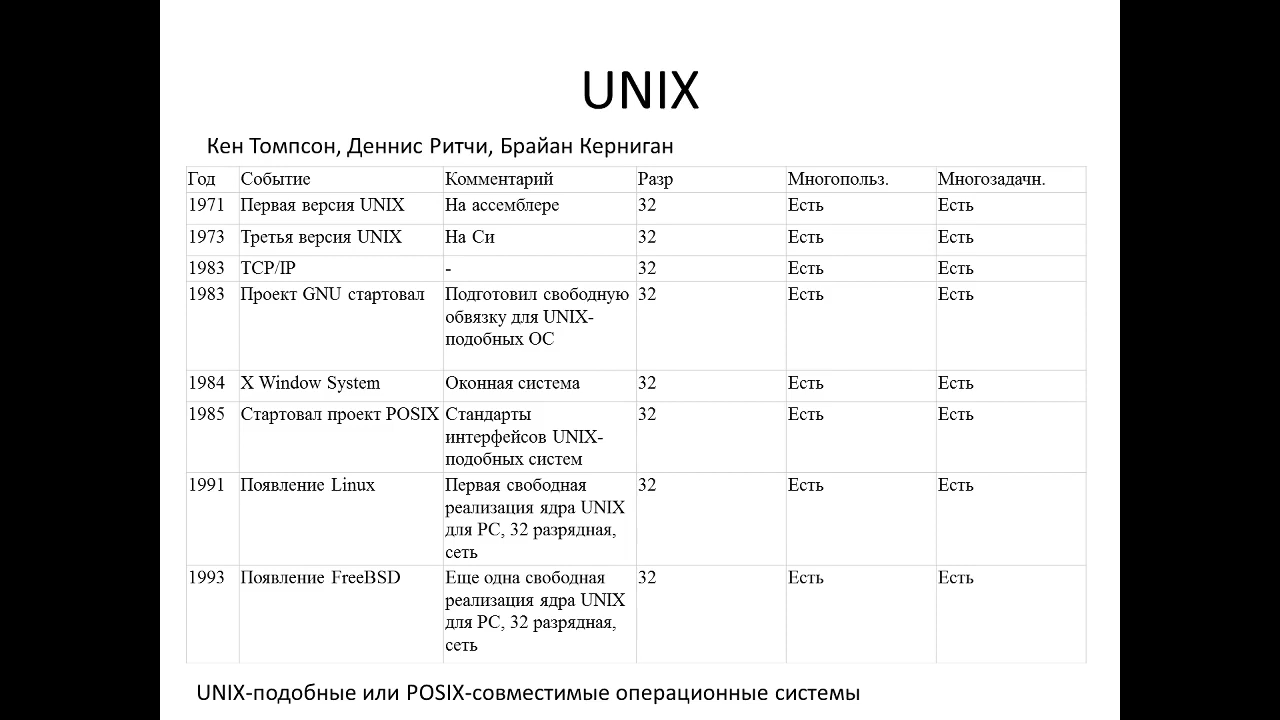 UNIX
Кен Томпсон, Деннис Ритчи, Брайан Керниган
Год Событие Комментарий Разр Многопольз. Многозадачн.
1971 Первая версия UNIX На ассемблере 32 Есть Есть
1973 Третья версия UNIX На Си 32 Есть Есть
1983 TCP/IP - 32 Есть Есть
1983 Проект GNU стартовал Подготовил свободную 32 Есть Есть
обвязку для UNIX-
подобных ОС
1984 X Window System Оконная система 32 Есть Есть
1985 Стартовал проект POSIX Стандарты 32 Есть Есть
интерфейсов UNIX-
подобных систем
1991 Появление Linux Первая свободная 32 Есть Есть
реализация ядра UNIX
для PC, 32 разрядная,
сеть
1993 Появление FreeBSD Еще одна свободная 32 Есть Есть
реализация ядра UNIX
для PC, 32 разрядная,
сеть
UNIX-подобные или POSIX-совместимые операционные системы